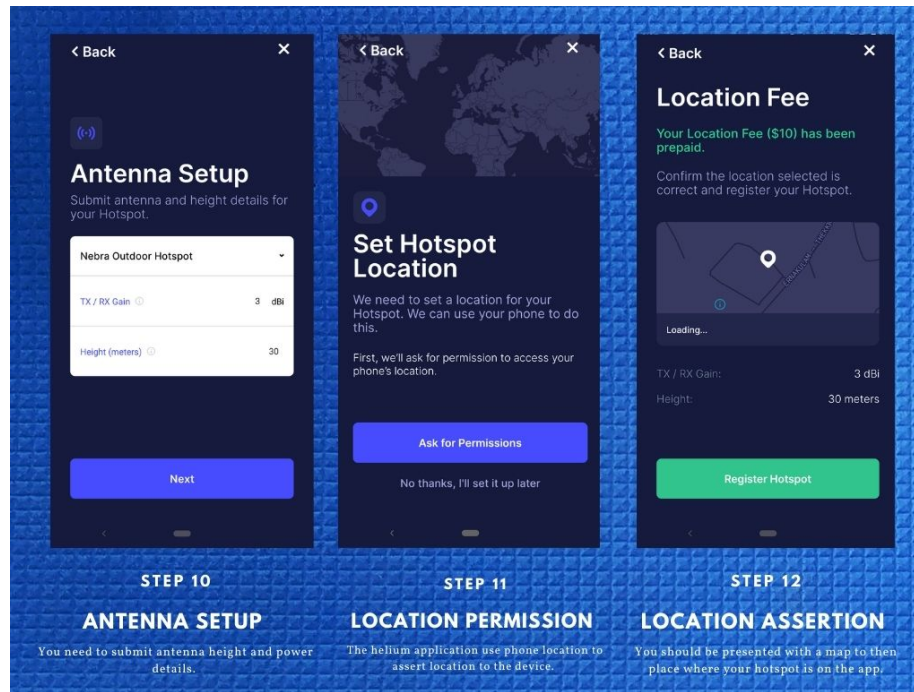 < Back
×
Antenna Setup
Submit antenna and height details for
your Hotspot.
Nebra Outdoor Hotspot
TX / RX Gain
3 dBi
Height (meters)
30
Next
STEP 10
ANTENNA SETUP
You need to submit antenna height and power
details.
< Back
×
Set Hotspot
Location
We need to set a location for your
Hotspot. We can use your phone to do
this.
First, we'll ask for permission to access your
phone's location.
Ask for Permissions
No thanks, I'll set it up later
STEP 11
LOCATION PERMISSION
The helium application use phone location to
assert location to the device.
< Back
×
Location Fee
Your Location Fee ($10) has been
prepaid.
Confirm the location selected is
correct and register your Hotspot.
Loading...
TX / RX Gain:
3 dBi
Height:
30 meters
Register Hotspot
STEP 12
LOCATION ASSERTION
You should be presented with a map to then
place where your hotspot is on the app.